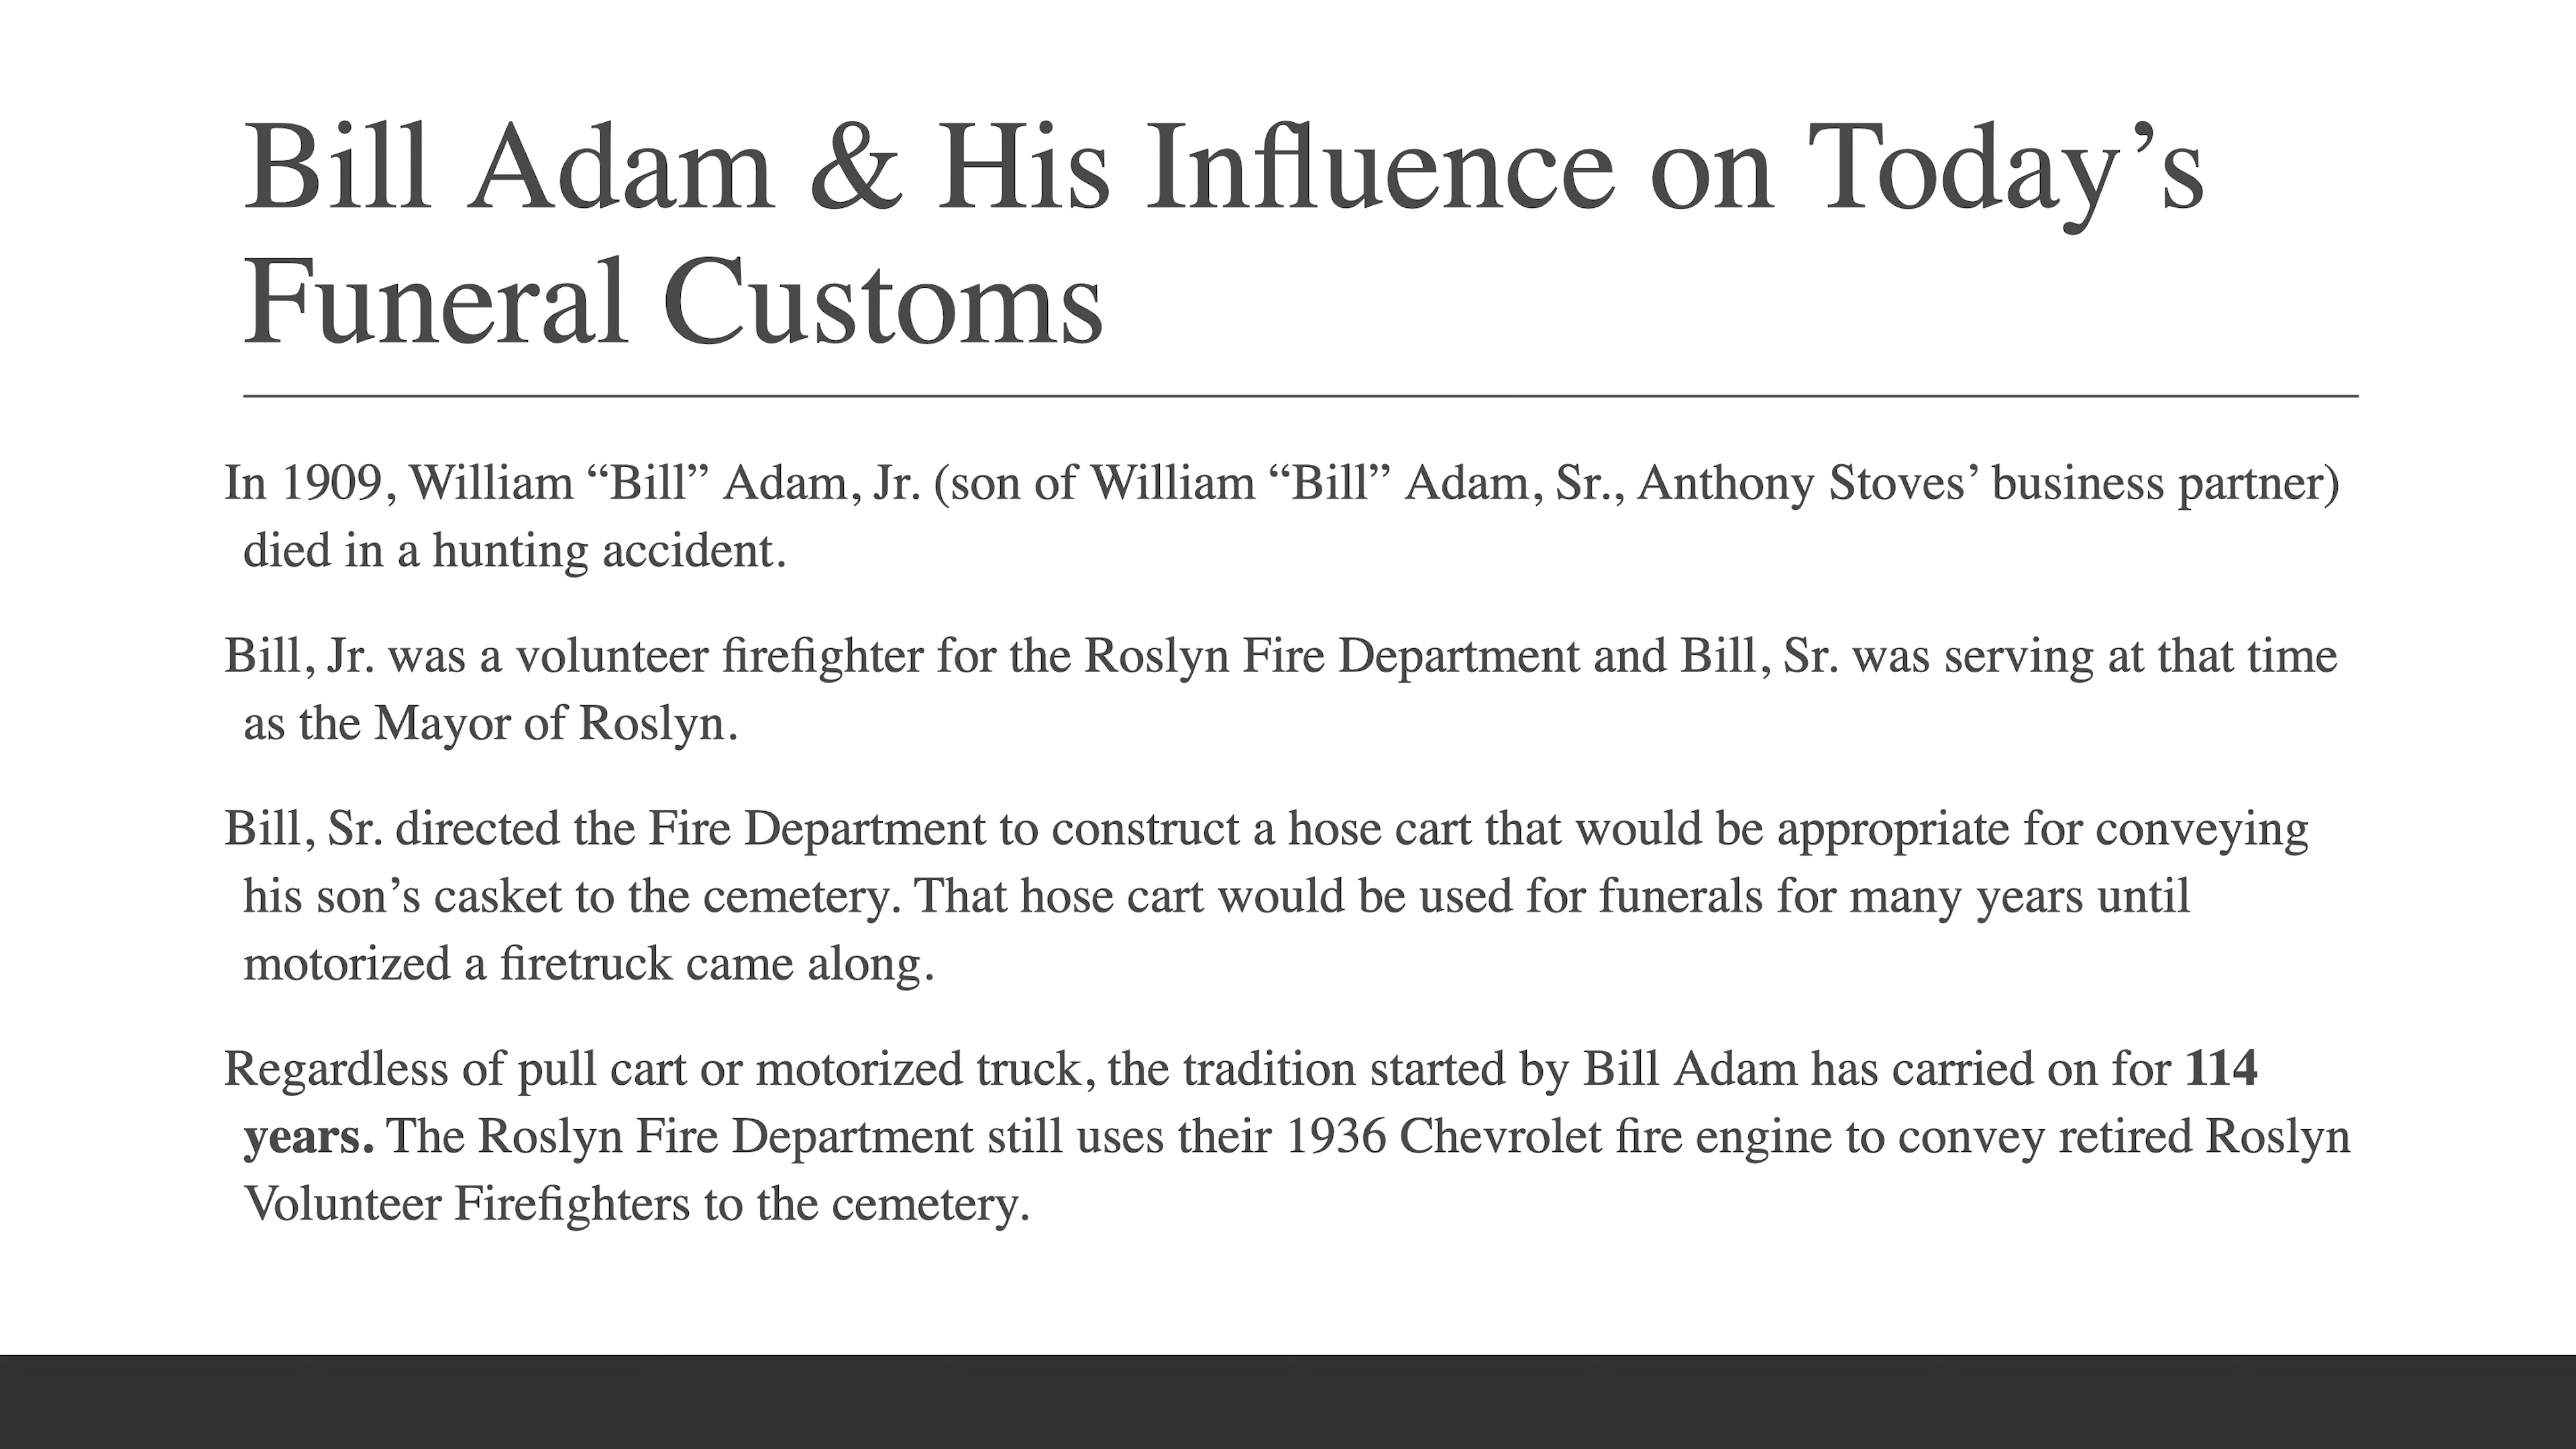 Bill Adam & His Influence on Today’s
Funeral Customs
In 1909, William “Bill” Adam, Jr. (son of William “Bill” Adam, Sr., Anthony Stoves’ business partner)
died in a hunting accident.
Bill, Jr. was a volunteer firefighter for the Roslyn Fire Department and Bill, Sr. was serving at that time
as the Mayor of Roslyn.
Bill, Sr. directed the Fire Department to construct a hose cart that would be appropriate for conveying
his son’s casket to the cemetery. That hose cart would be used for funerals for many years until
motorized a firetruck came along.
Regardless of pull cart or motorized truck, the tradition started by Bill Adam has carried on for 114
years. The Roslyn Fire Department still uses their 1936 Chevrolet fire engine to convey retired Roslyn
Volunteer Firefighters to the cemetery.